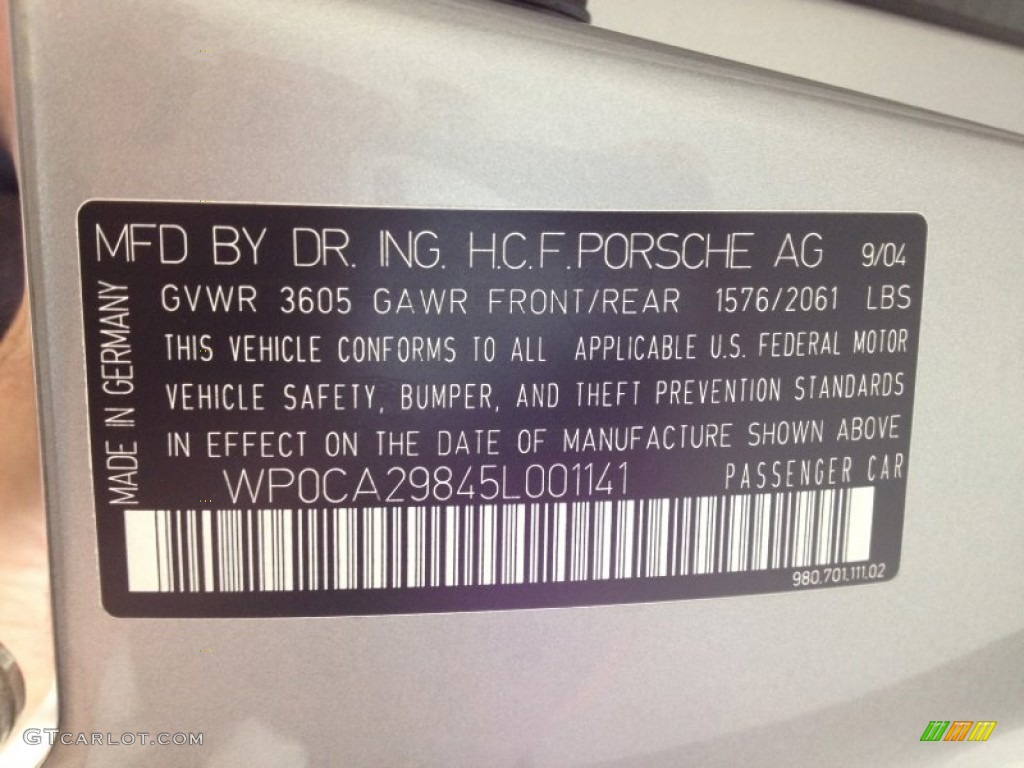 MFD BY DR. ING. H.C.F. PORSCHE AG 9/04
GVWR 3605 GAWR FRONT/REAR 1576/2061 LBS
THIS VEHICLE CONFORMS TO ALL APPLICABLE U.S. FEDERAL MOTOR
VEHICLE SAFETY, BUMPER, AND THEFT PREVENTION STANDARDS
IN EFFECT ON THE DATE OF MANUFACTURE SHOWN ABOVE
WP0CA29845L001141 PASSENGER CAR
980.701.111.02
MADE IN GERMANY
GTCARLOT.COM